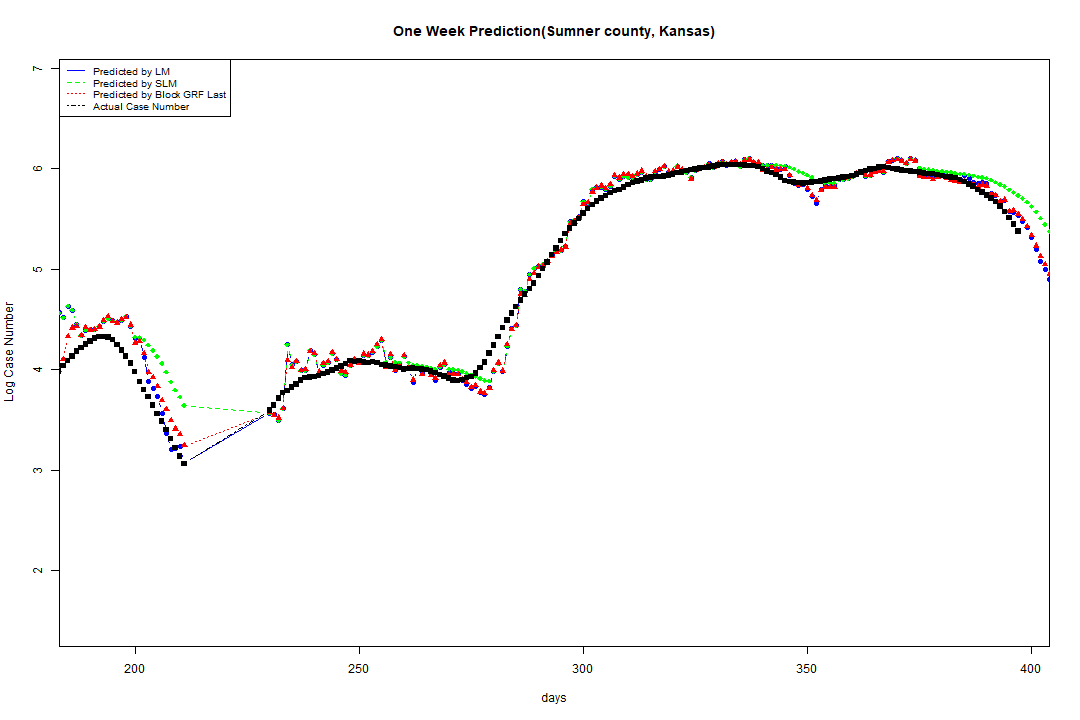 One Week Prediction(Sumner county, Kansas)
Predicted by LM
Predicted by SLM
Predicted by Block GRF Last
Actual Case Number
Log Case Number
7
6
5
4
3
2
200
250
300
350
400
days